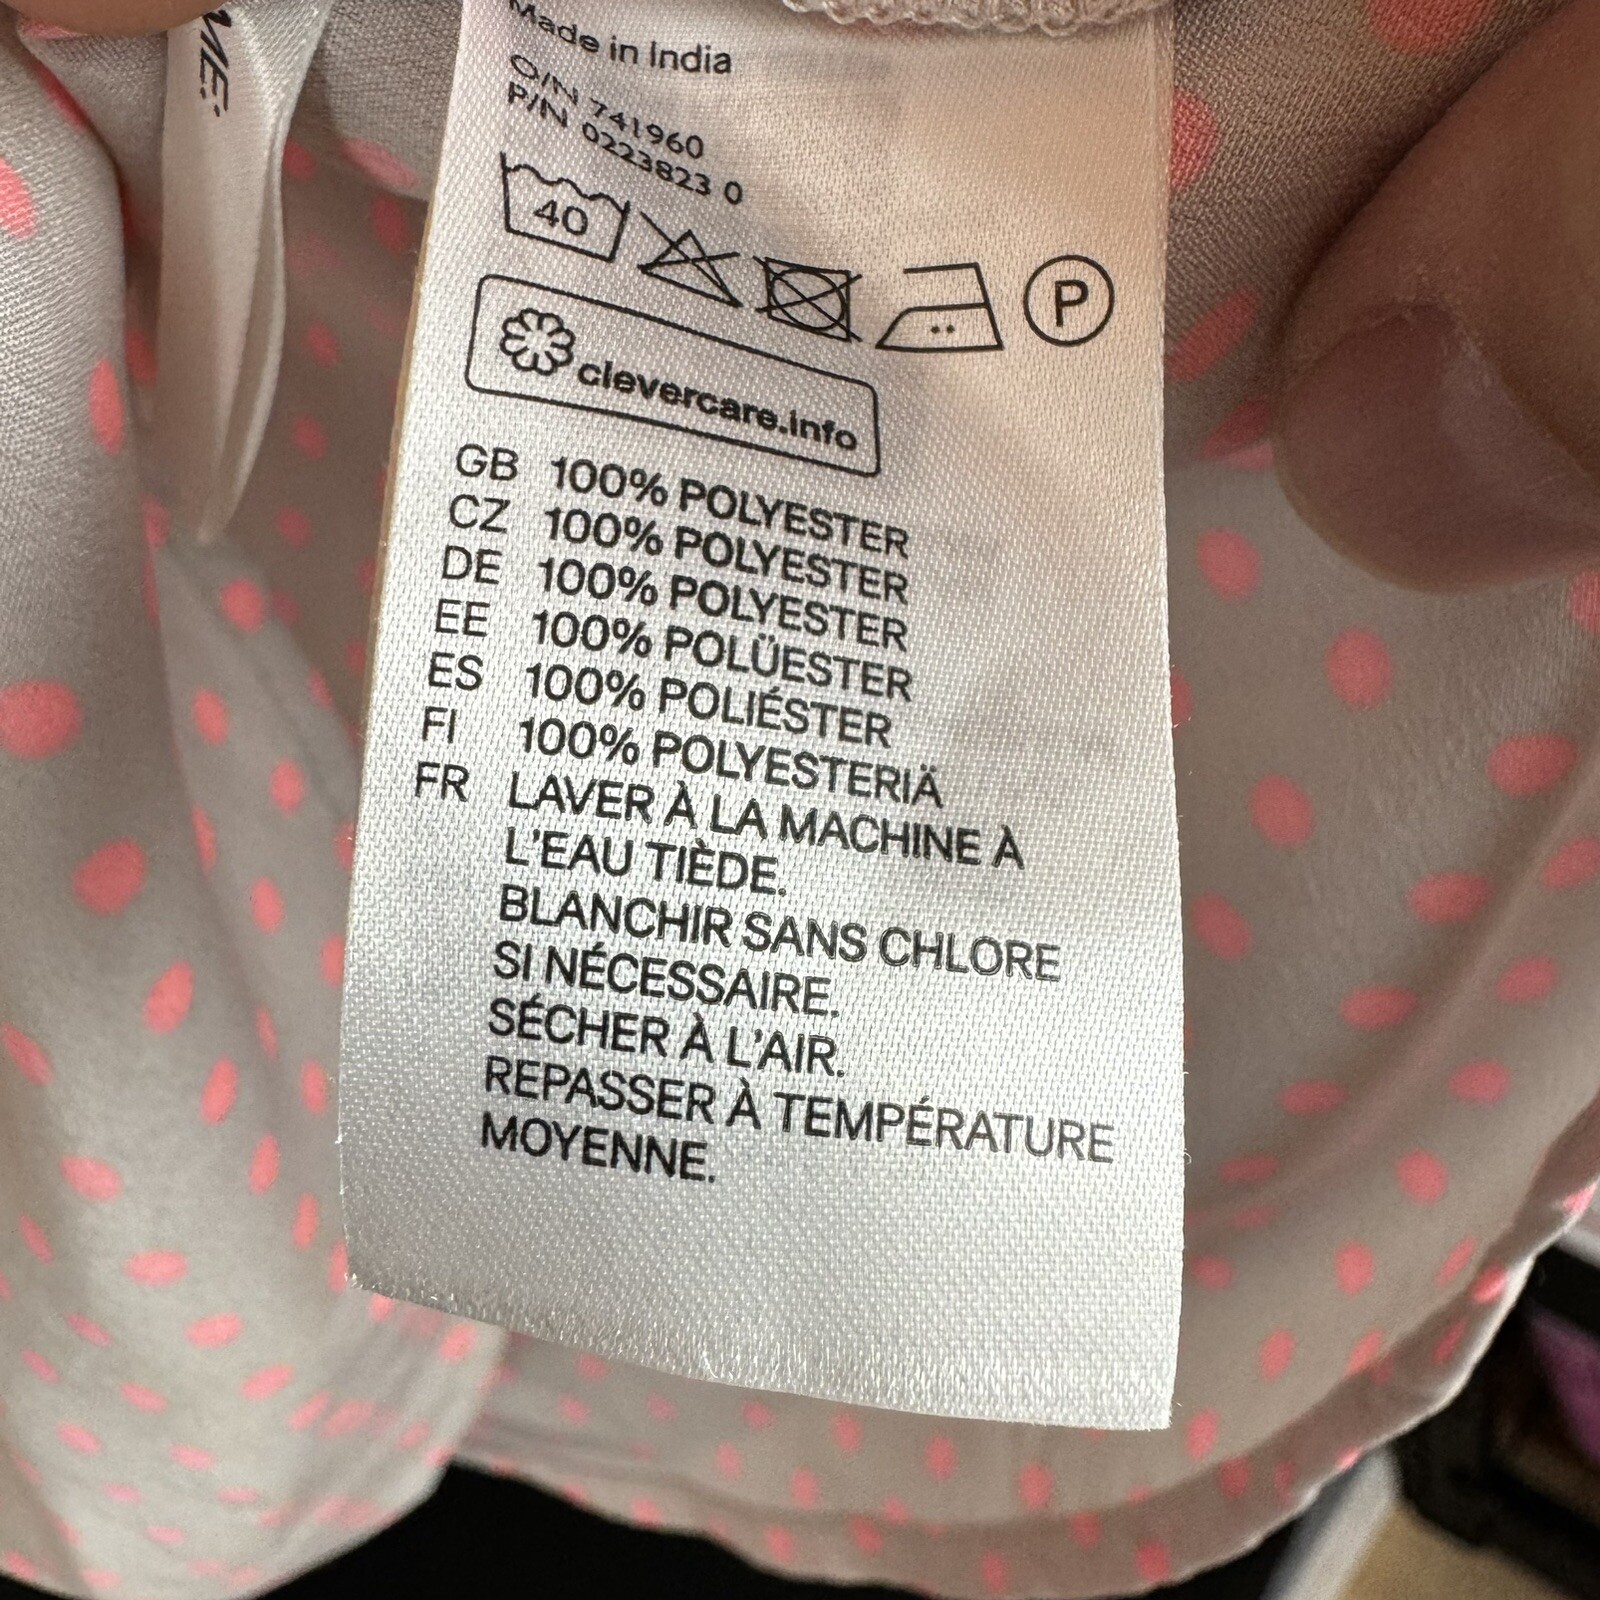 ME:
Made in India
O/N 741960
P/N 0223823 0
40
P
clevercare.info
GB 100% POLYESTER
CZ 100% POLYESTER
DE 100% POLYESTER
EE 100% POLÜESTER
ES 100% POLIÉSTER
FI 100% POLYESTERIÄ
FR LAVER À LA MACHINE À
L'EAU TIÈDE.
BLANCHIR SANS CHLORE
SI NÉCESSAIRE.
SÉCHER À L'AIR.
REPASSER À TEMPÉRATURE
MOYENNE.